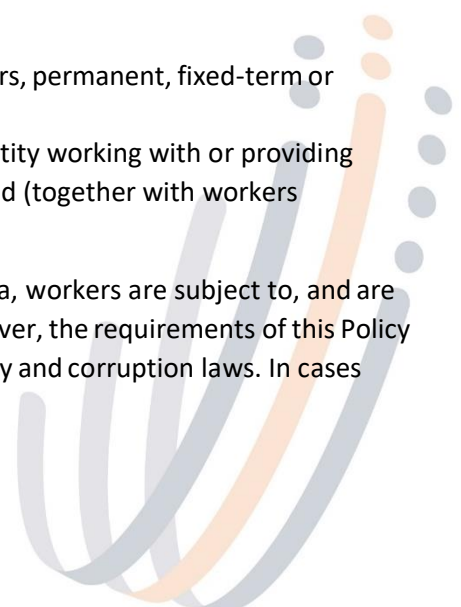 rs, permanent, fixed-term or
tity working with or providing
d (together with workers
a, workers are subject to, and are
ver, the requirements of this Policy
y and corruption laws. In cases